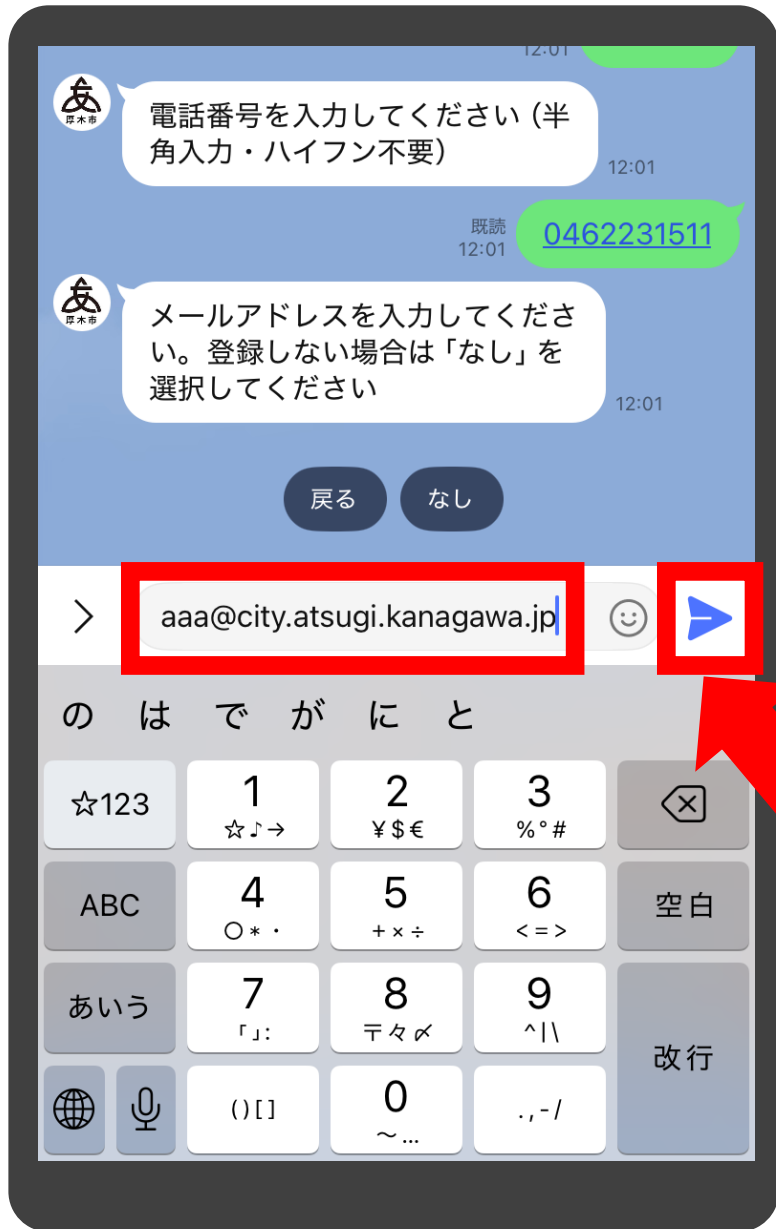 12:01
厚木市
電話番号を入力してください（半
角入力・ハイフン不要）
12:01
既読
12:01
0462231511
厚木市
メールアドレスを入力してくださ
い。登録しない場合は「なし」を
選択してください
12:01
戻る なし
aaa@city.atsugi.kanagawa.jp
の は で が に と
☆123 1 2 3
☆♪→ ¥$€ %°#
ABC 4 5 6 空白
○*・ +×÷ <=>
あいう 7 8 9
「」: 〒々〆 ^|\
改行
()[] 0 .,-/
～…